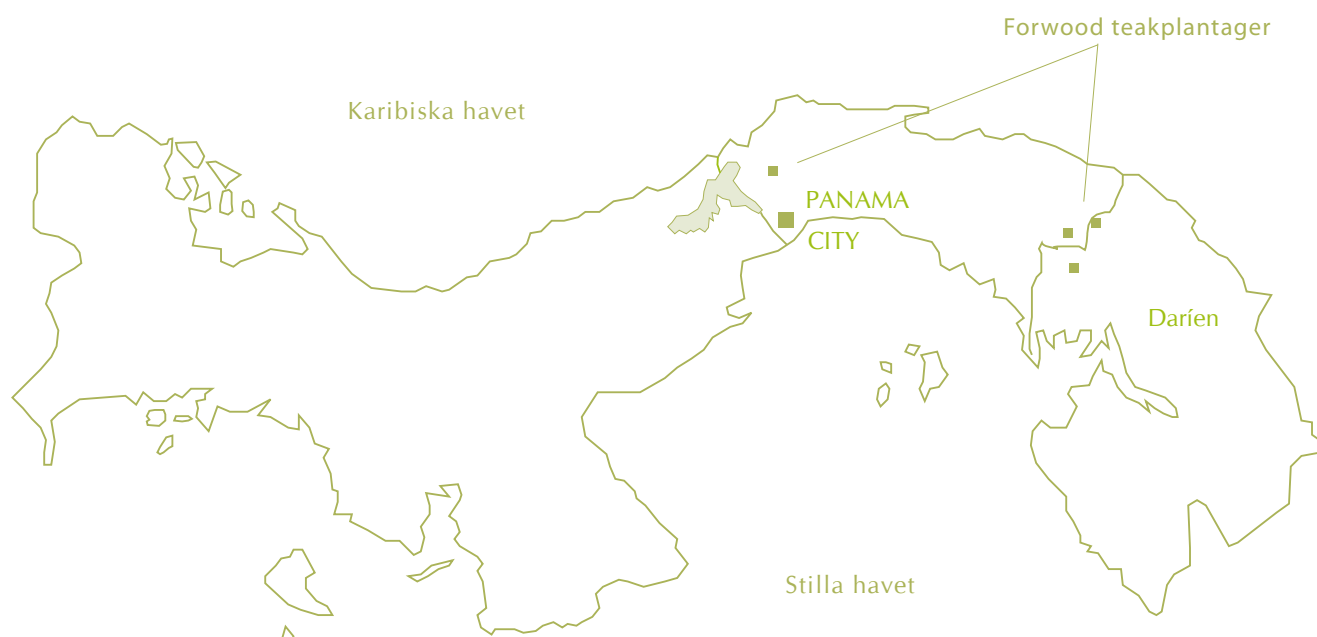 Forwood teakplantager
Karibiska havet
PANAMA
CITY
Daríen
Stilla havet